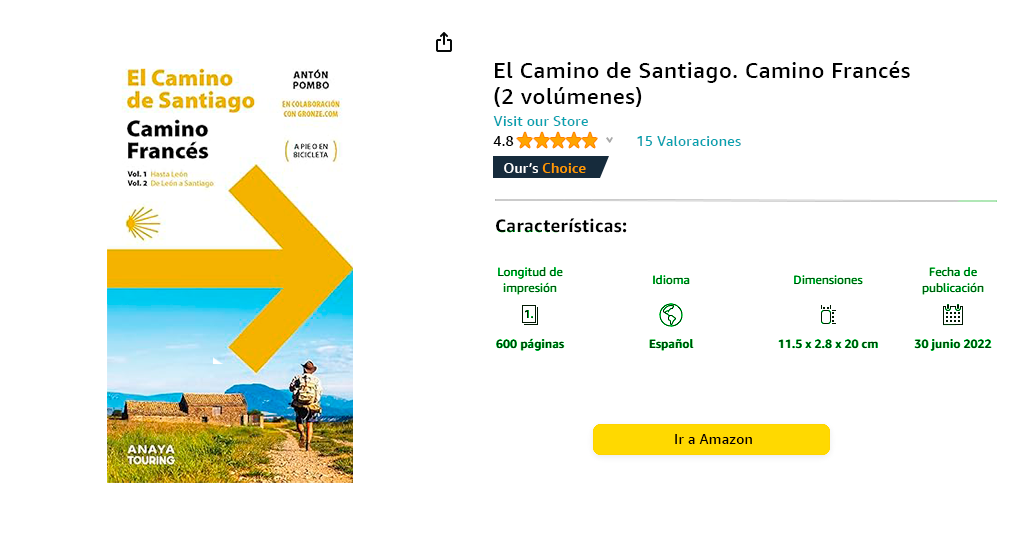 El Camino
de Santiago
Camino
Francés
Vol. 1 Hasta León
Vol. 2 De León a Santiago
ANTÓN
POMBO
EN COLABORACIÓN
CON GRONZE.COM
( A PIE O EN
BICICLETA )
ANAYA
TOURING
El Camino de Santiago. Camino Francés
(2 volúmenes)
Visit our Store
4.8
15 Valoraciones
Our's Choice
Características:
Longitud de
impresión
1.
600 páginas
Idioma
Español
Dimensiones
11.5 x 2.8 x 20 cm
Fecha de
publicación
30 junio 2022
Ir a Amazon